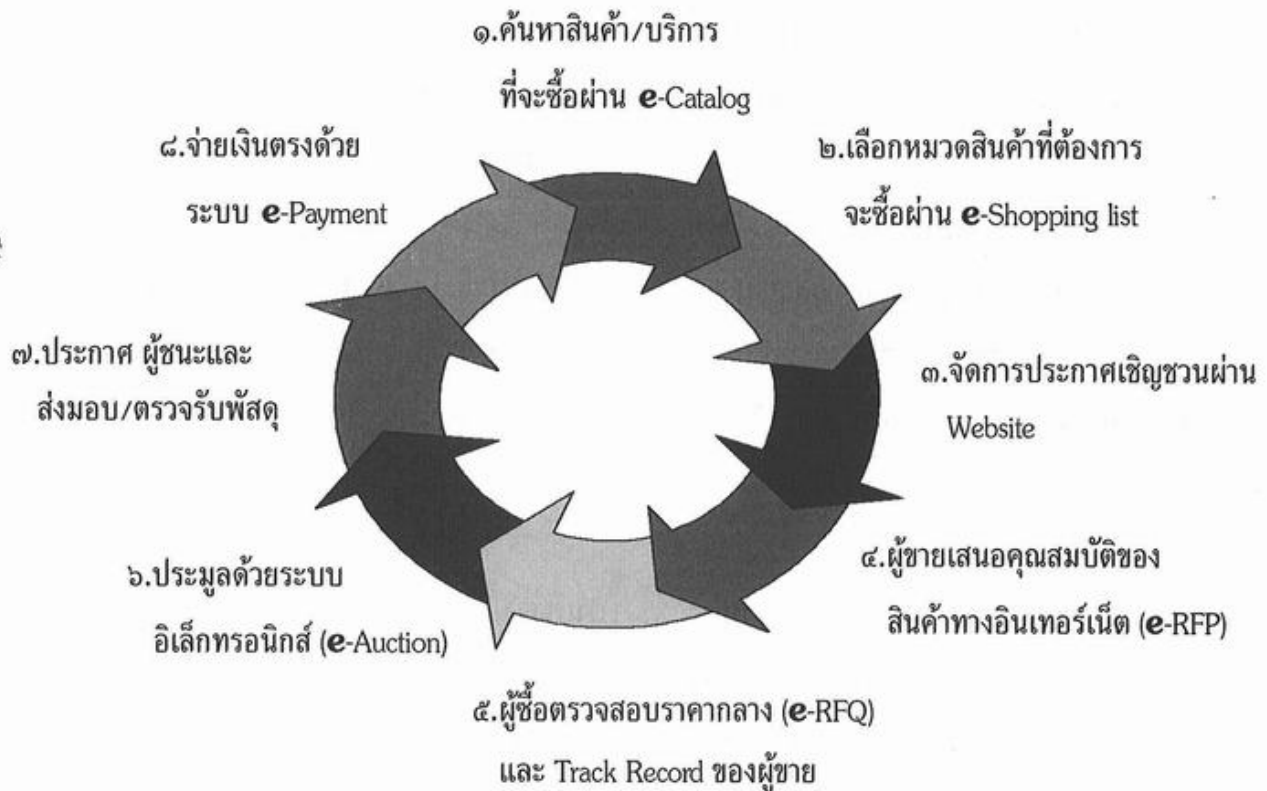 ๑.ค้นหาสินค้า/บริการ
ที่จะซื้อผ่าน e-Catalog
๒.เลือกหมวดสินค้าที่ต้องการ
จะซื้อผ่าน e-Shopping list
๓.จัดการประกาศเชิญชวนผ่าน
Website
๔.ผู้ขายเสนอคุณสมบัติของ
สินค้าทางอินเทอร์เน็ต (e-RFP)
๕.ผู้ซื้อตรวจสอบราคากลาง (e-RFQ)
และ Track Record ของผู้ขาย
๖.ประมูลด้วยระบบ
อิเล็กทรอนิกส์ (e-Auction)
๗.ประกาศ ผู้ชนะและ
ส่งมอบ/ตรวจรับพัสดุ
๘.จ่ายเงินตรงด้วย
ระบบ e-Payment